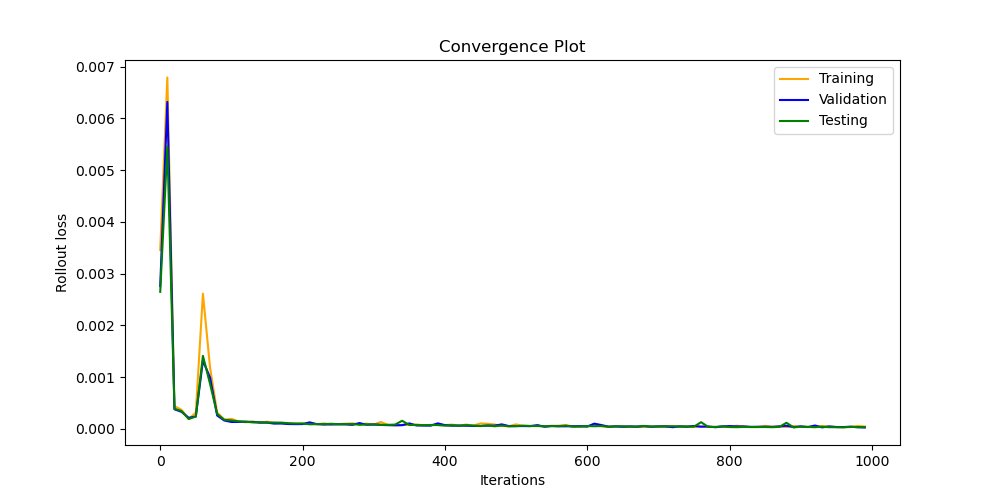 Convergence Plot
0.007
0.006
0.005
0.004
0.003
0.002
0.001
0.000
Rollout loss
Training
Validation
Testing
0
200
400
600
800
1000
Iterations